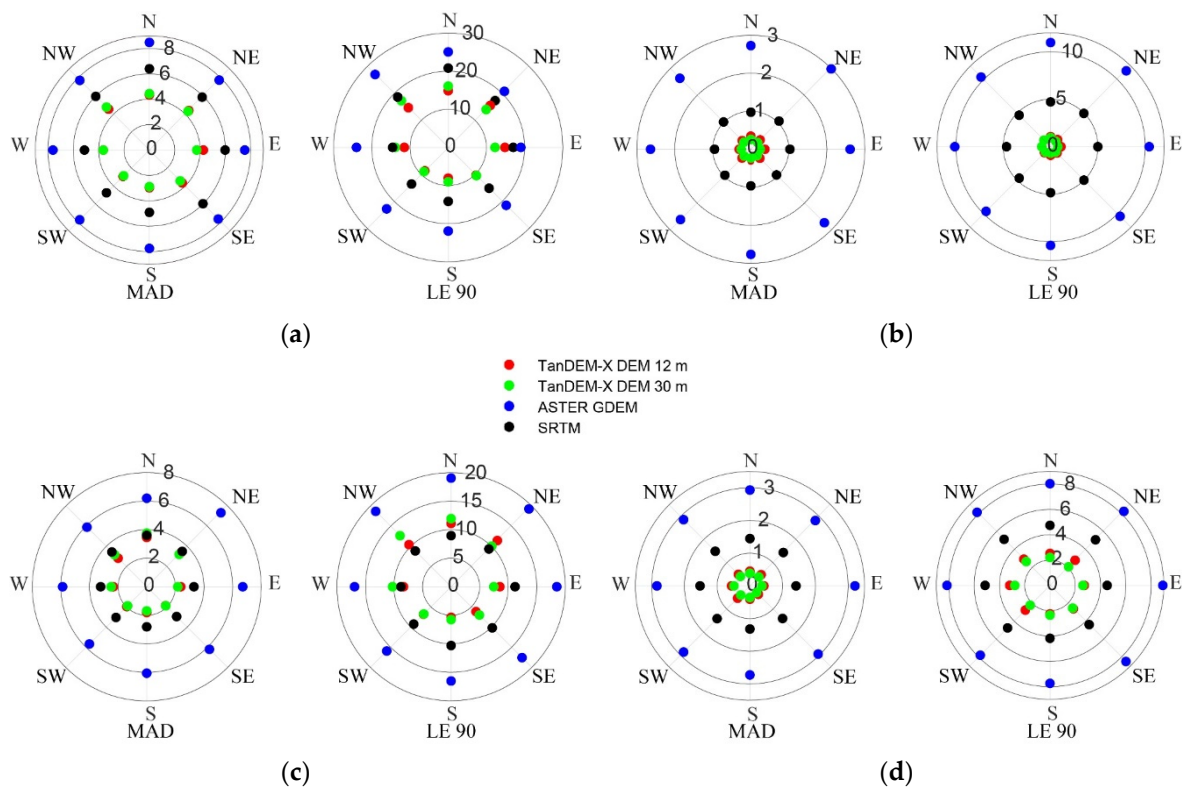 N N N N
NW 8 NE NW 30 NE NW 3 NE NW 10 NE
6 20 2
4 10 1 5
2
W 0 E W 0 E W 0 E W 0 E
SW SE SW SE SW SE SW SE
S S S S
MAD LE 90 MAD LE 90
(a) (b)
TanDEM-X DEM 12 m
TanDEM-X DEM 30 m
ASTER GDEM
SRTM
N N N N
NW 8 NE NW 20 NE NW 3 NE NW 8 NE
6 15 2 6
4 10 1 4
2 5 2
W 0 E W 0 E W 0 E W 0 E
SW SE SW SE SW SE SW SE
S S S S
MAD LE 90 MAD LE 90
(c) (d)